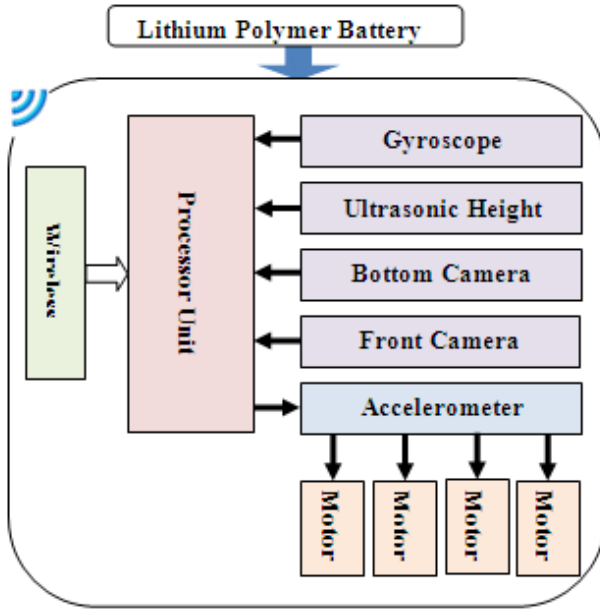 Lithium Polymer Battery
Gyroscope
Ultrasonic Height
Bottom Camera
Front Camera
Accelerometer
Processor Unit
Wireless
Motor
Motor
Motor
Motor